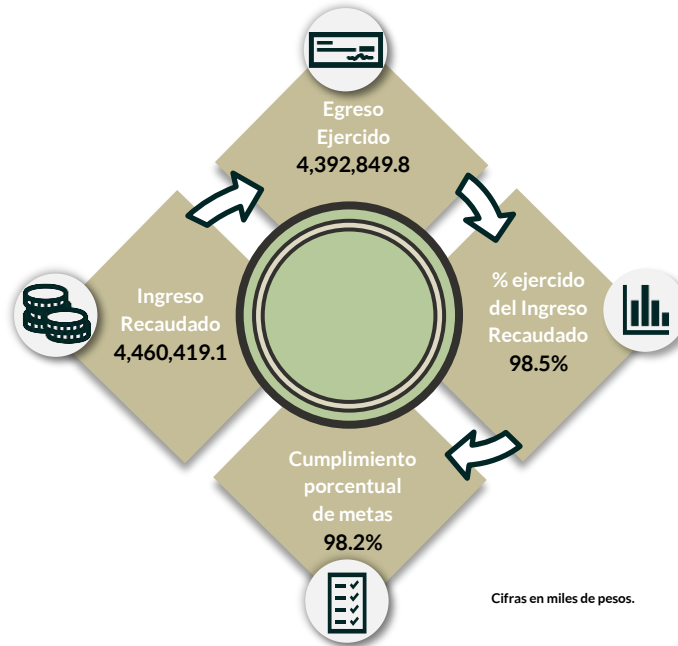 Egreso
Ejercido
4,392,849.8
Ingreso
Recaudado
4,460,419.1
% ejercido
del Ingreso
Recaudado
98.5%
Cumplimiento
porcentual
de metas
98.2%
Cifras en miles de pesos.